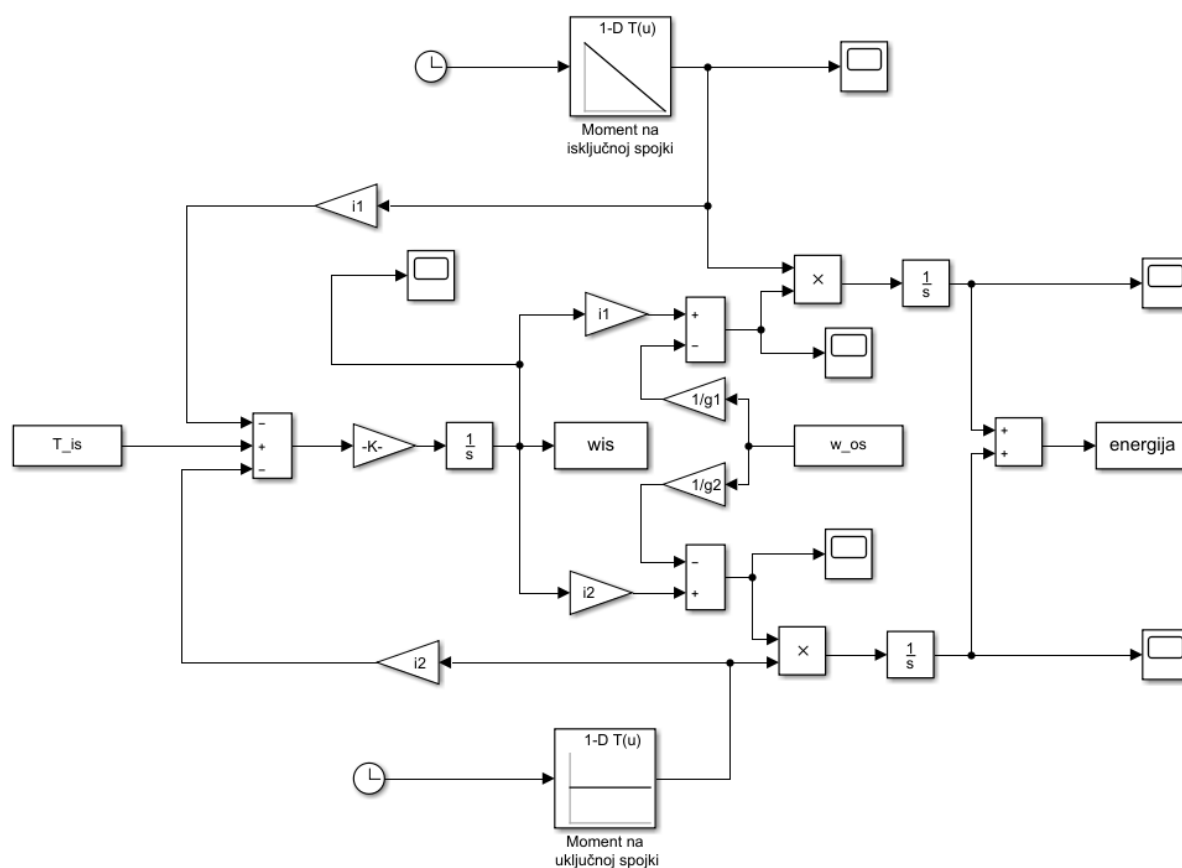 1-D T(u)
Moment na
isključnoj spojki
i1
×
1
s
i1
+
−
1/g1
T_is
−
+
−
-K-
1
s
wis
w_os
+
+
energija
1/g2
−
+
i2
i2
×
1
s
1-D T(u)
Moment na
uključnoj spojki